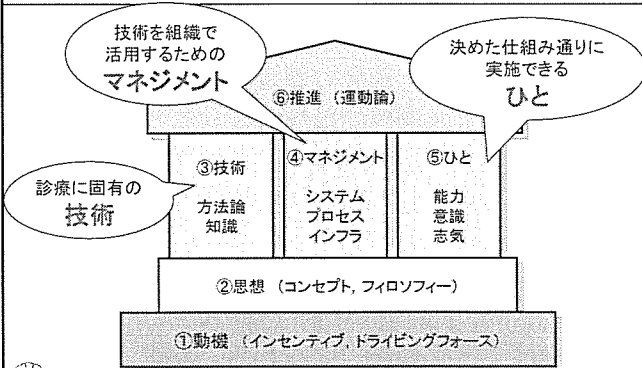 技術を組織で
活用するための
マネジメント
決めた仕組み通りに
実施できる
ひと
⑥推進(運動論)
診療に固有の
技術
③技術
方法論
知識
④マネジメント
システム
プロセス
インフラ
⑤ひと
能力
意識
志気
②思想 (コンセプト, フィロソフィー)
①動機 (インセンティブ, ドライビングフォース)